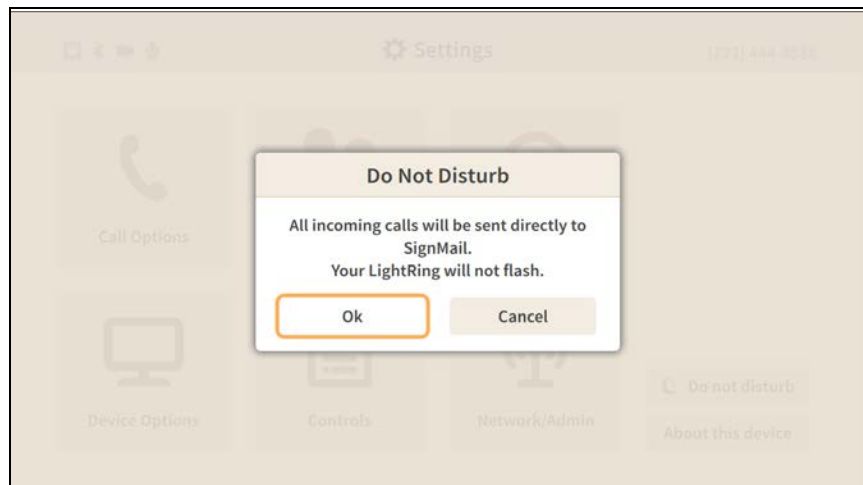 Settings
Do Not Disturb
All incoming calls will be sent directly to
SignMail.
Your LightRing will not flash.
Ok
Cancel
Call Options
Device Options
Controls
Network/Admin
Do not disturb
About this device